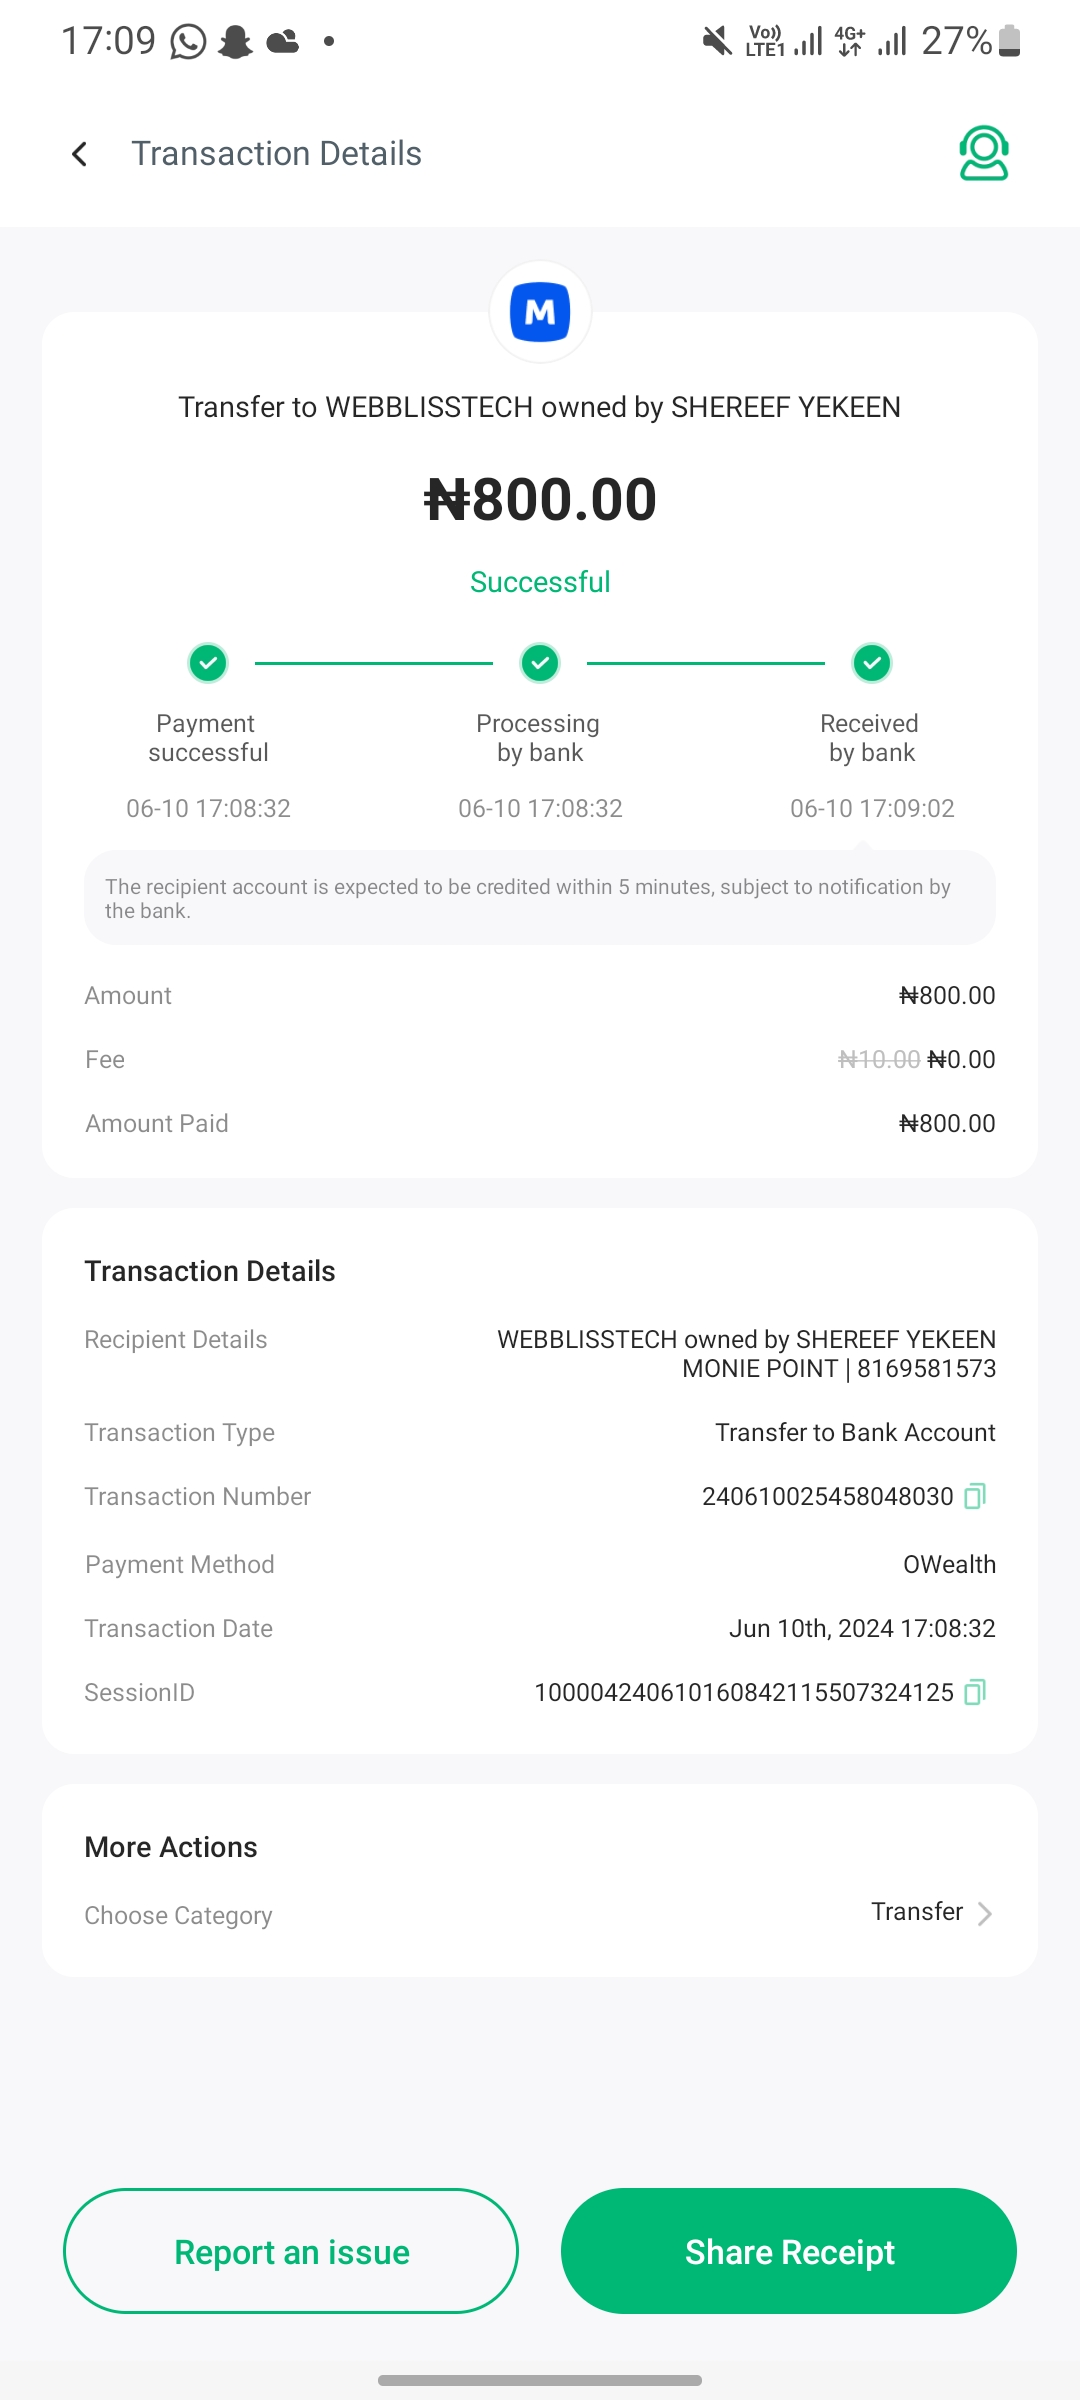 17:09
Vo))
LTE1
4G+
27%
Transaction Details
M
Transfer to WEBBLISSTECH owned by SHEREEF YEKEEN
₦800.00
Successful
Payment
successful
Processing
by bank
Received
by bank
06-10 17:08:32
06-10 17:08:32
06-10 17:09:02
The recipient account is expected to be credited within 5 minutes, subject to notification by
the bank.
Amount ₦800.00
Fee ₦10.00 ₦0.00
Amount Paid ₦800.00
Transaction Details
Recipient Details WEBBLISSTECH owned by SHEREEF YEKEEN
MONIE POINT | 8169581573
Transaction Type Transfer to Bank Account
Transaction Number 240610025458048030
Payment Method OWealth
Transaction Date Jun 10th, 2024 17:08:32
SessionID 100004240610160842115507324125
More Actions
Choose Category Transfer
Report an issue
Share Receipt